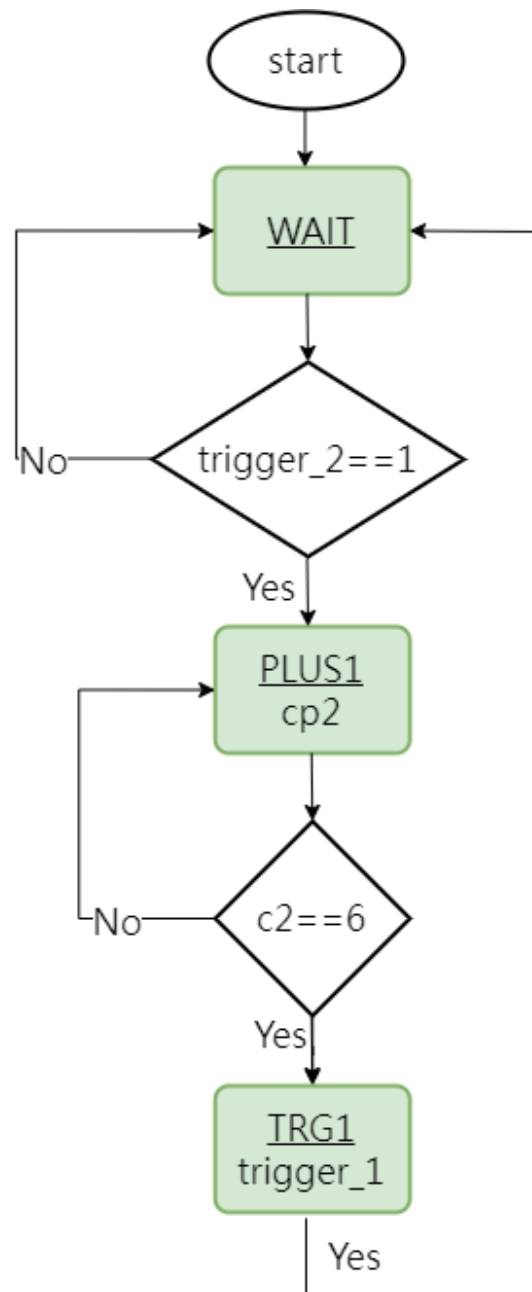 start
WAIT
trigger_2==1
No
Yes
PLUS1
cp2
c2==6
No
Yes
TRG1
trigger_1
Yes